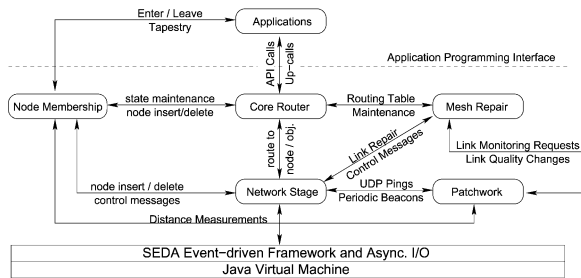 Enter / Leave
Tapestry
Applications
API Calls
Up-calls
Application Programming Interface
Node Membership
state maintenance
node insert/delete
Core Router
Routing Table
Maintenance
Mesh Repair
route to
node / obj.
Link Repair
Control Messages
Link Monitoring Requests
Link Quality Changes
node insert / delete
control messages
Network Stage
UDP Pings
Periodic Beacons
Patchwork
Distance Measurements
SEDA Event-driven Framework and Async. I/O
Java Virtual Machine